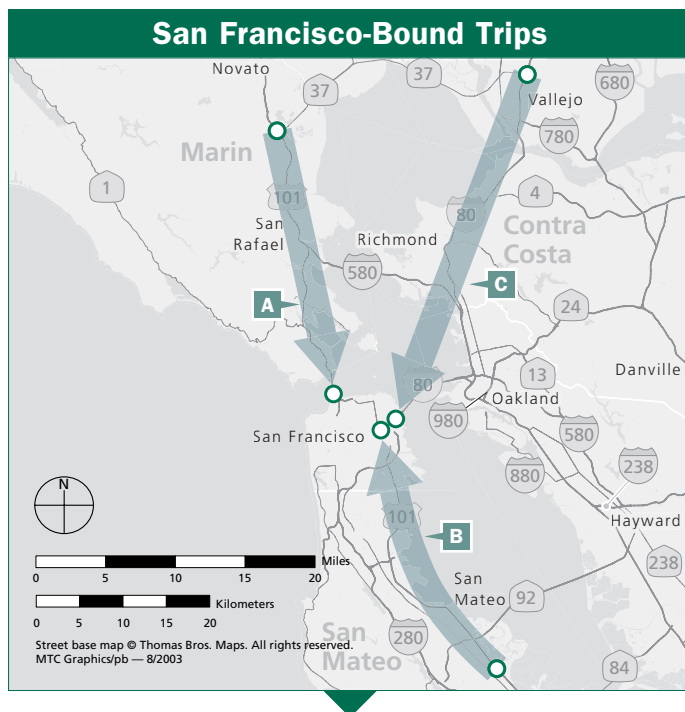 San Francisco-Bound Trips
Novato
37
37
680
Vallejo
780
Marin
1
101
4
80
San
Rafael
Richmond
Contra
Costa
580
A
C
24
13
Danville
80
Oakland
980
San Francisco
580
238
880
N
101
B
Hayward
Miles
0 5 10 15 20
238
San
Mateo
92
Kilometers
0 5 10 15 20
280
San
Mateo
84
Street base map © Thomas Bros. Maps. All rights reserved.
MTC Graphics/pb — 8/2003